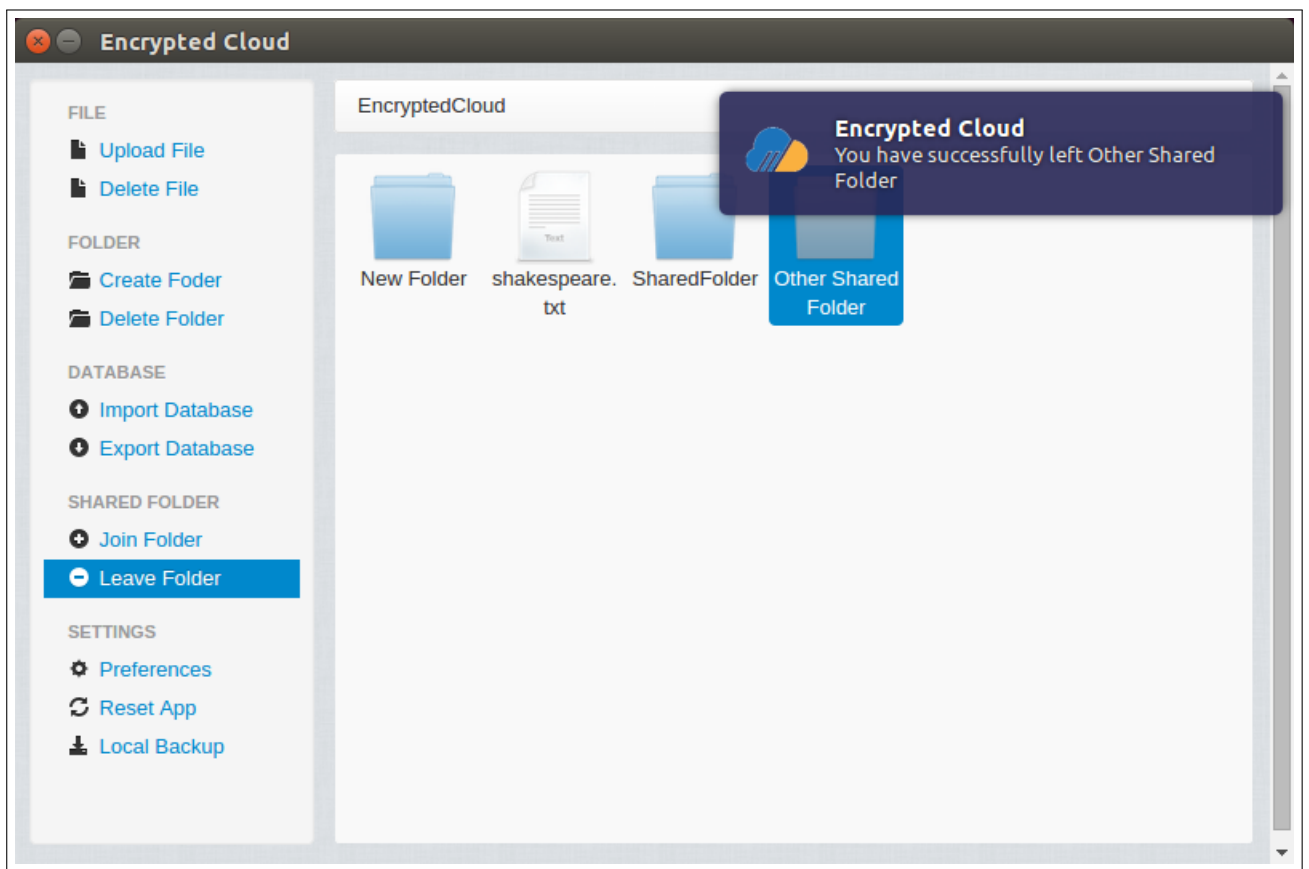 Encrypted Cloud
FILE
Upload File
Delete File
FOLDER
Create Foder
Delete Folder
DATABASE
Import Database
Export Database
SHARED FOLDER
Join Folder
Leave Folder
SETTINGS
Preferences
Reset App
Local Backup
EncryptedCloud
Encrypted Cloud
You have successfully left Other Shared
Folder
New Folder
Text
shakespeare.
txt
SharedFolder
Other Shared
Folder